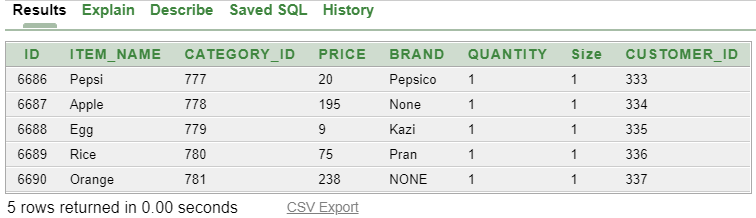 Results Explain Describe Saved SQL History
ID ITEM_NAME CATEGORY_ID PRICE BRAND QUANTITY Size CUSTOMER_ID
6686 Pepsi 777 20 Pepsico 1 1 333
6687 Apple 778 195 None 1 1 334
6688 Egg 779 9 Kazi 1 1 335
6689 Rice 780 75 Pran 1 1 336
6690 Orange 781 238 NONE 1 1 337
5 rows returned in 0.00 seconds CSV Export